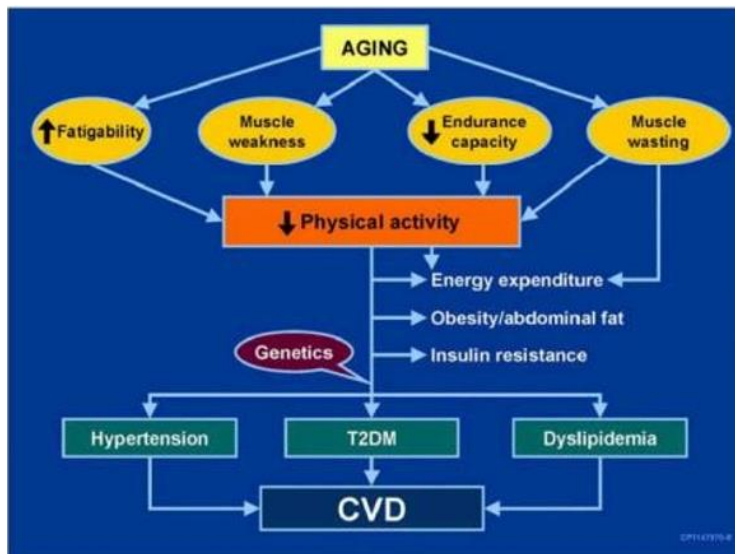 AGING
Fatigability
Muscle
weakness
Endurance
capacity
Muscle
wasting
Physical activity
Energy expenditure
Obesity/abdominal fat
Genetics
Insulin resistance
Hypertension
T2DM
Dyslipidemia
CVD